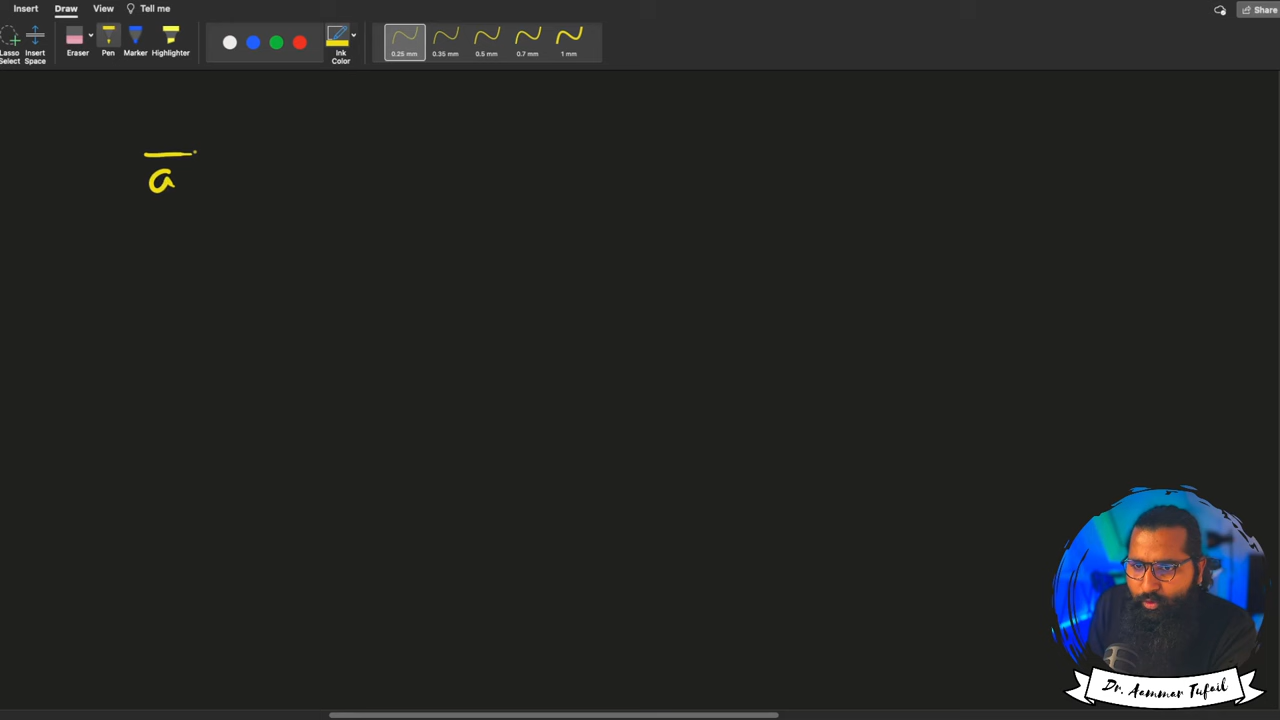 Insert Draw View Tell me
Share
Lasso Select
Insert Space
Eraser
Pen
Marker
Highlighter
Ink Color
0.25 mm
0.35 mm
0.5 mm
0.7 mm
1 mm
a
Dr. Aammar Tufail